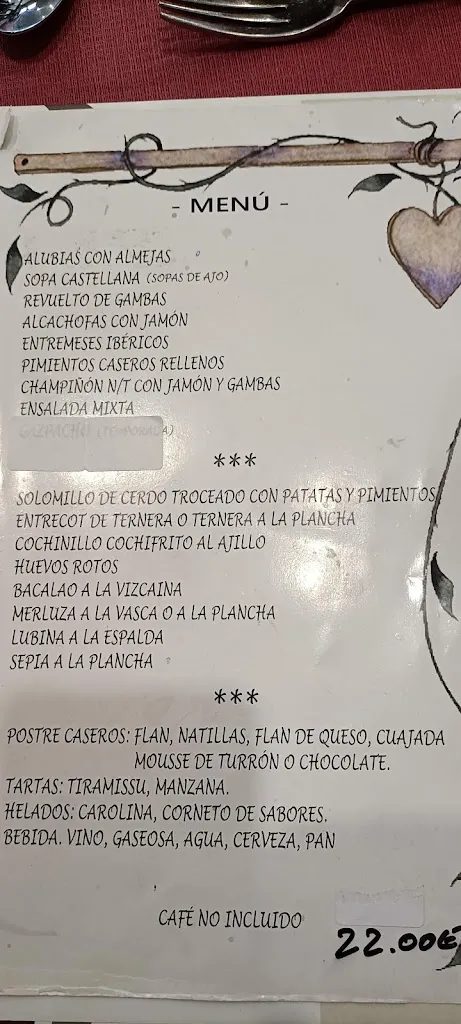 - MENÚ -
ALUBIAS CON ALMEJAS
SOPA CASTELLANA (SOPAS DE AJO)
REVUELTO DE GAMBAS
ALCACHOFAS CON JAMÓN
ENTREMESES IBÉRICOS
PIMIENTOS CASEROS RELLENOS
CHAMPIÑÓN N/T CON JAMÓN Y GAMBAS
ENSALADA MIXTA
GAZPACHO (TEMPORADA)
***
SOLOMILLO DE CERDO TROCEADO CON PATATAS Y PIMIENTOS
ENTRECOT DE TERNERA O TERNERA A LA PLANCHA
COCHINILLO COCHIFRITO AL AJILLO
HUEVOS ROTOS
BACALAO A LA VIZCAINA
MERLUZA A LA VASCA O A LA PLANCHA
LUBINA A LA ESPALDA
SEPIA A LA PLANCHA
***
POSTRE CASEROS: FLAN, NATILLAS, FLAN DE QUESO, CUAJADA
MOUSSE DE TURRÓN O CHOCOLATE.
TARTAS: TIRAMISSU, MANZANA.
HELADOS: CAROLINA, CORNETO DE SABORES.
BEBIDA. VINO, GASEOSA, AGUA, CERVEZA, PAN
CAFÉ NO INCLUIDO
22.00€